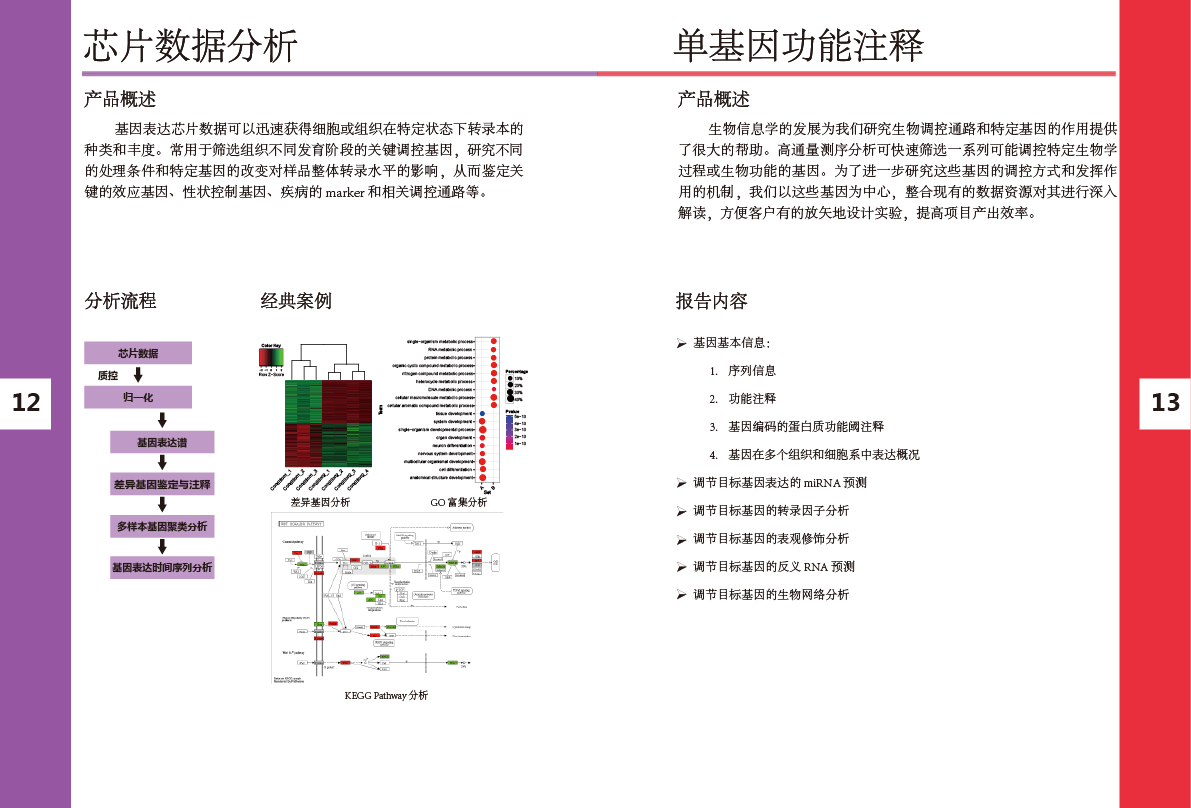 芯片数据分析
产品概述
基因表达芯片数据可以迅速获得细胞或组织在特定状态下转录本的
种类和丰度。常用于筛选组织不同发育阶段的关键调控基因，研究不同
的处理条件和特定基因的改变对样品整体转录水平的影响，从而鉴定关
键的效应基因、性状控制基因、疾病的 marker 和相关调控通路等。
分析流程
芯片数据
质控
归一化
基因表达谱
差异基因鉴定与注释
多样本基因聚类分析
基因表达时间序列分析
经典案例
Color Key
Row Z-Score
差异基因分析
Term
single-organism metabolic process
RNA metabolic process
protein metabolic process
organic cyclic compound metabolic process
nitrogen compound metabolic process
heterocycle metabolic process
DNA metabolic process
cellular macromolecule metabolic process
cellular aromatic compound metabolic process
tissue development
system development
single-organism developmental process
organ development
neuron differentiation
nervous system development
multicellular organismal development
cell differentiation
anatomical structure development
A
B
Set
Percentage
10%
20%
30%
40%
Pvalue
5e-10
4e-10
3e-10
2e-10
1e-10
GO 富集分析
WNT SIGNALING PATHWAY
KEGG Pathway 分析
12
单基因功能注释
产品概述
生物信息学的发展为我们研究生物调控通路和特定基因的作用提供
了很大的帮助。高通量测序分析可快速筛选一系列可能调控特定生物学
过程或生物功能的基因。为了进一步研究这些基因的调控方式和发挥作
用的机制，我们以这些基因为中心，整合现有的数据资源对其进行深入
解读，方便客户有的放矢地设计实验，提高项目产出效率。
报告内容
➢ 基因基本信息：
1. 序列信息
2. 功能注释
3. 基因编码的蛋白质功能阈注释
4. 基因在多个组织和细胞系中表达概况
➢ 调节目标基因表达的 miRNA 预测
➢ 调节目标基因的转录因子分析
➢ 调节目标基因的表观修饰分析
➢ 调节目标基因的反义 RNA 预测
➢ 调节目标基因的生物网络分析
13